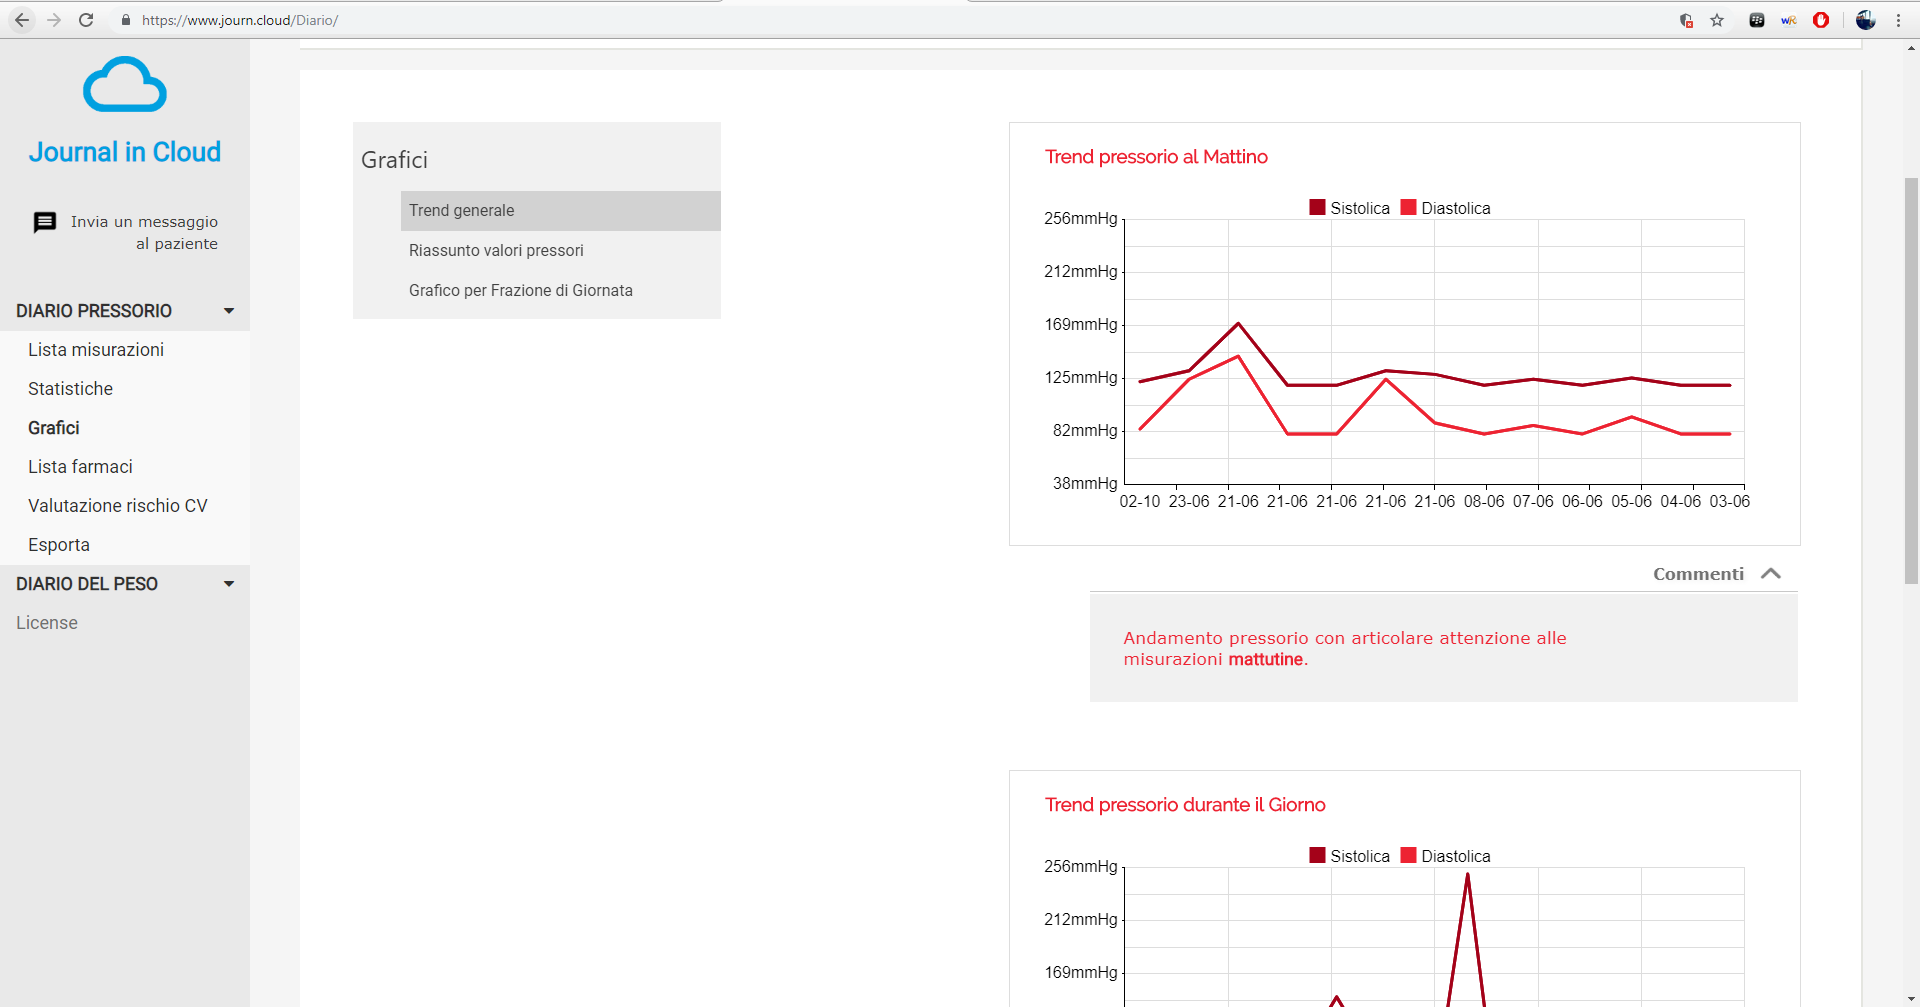 https://www.journ.cloud/Diario/
Journal in Cloud
Invia un messaggio
al paziente
DIARIO PRESSORIO
Lista misurazioni
Statistiche
Grafici
Lista farmaci
Valutazione rischio CV
Esporta
DIARIO DEL PESO
License
Grafici
Trend generale
Riassunto valori pressori
Grafico per Frazione di Giornata
Trend pressorio al Mattino
Sistolica Diastolica
256mmHg
212mmHg
169mmHg
125mmHg
82mmHg
38mmHg
02-10 23-06 21-06 21-06 21-06 21-06 21-06 08-06 07-06 06-06 05-06 04-06 03-06
Commenti
Andamento pressorio con articolare attenzione alle
misurazioni mattutine.
Trend pressorio durante il Giorno
Sistolica Diastolica
256mmHg
212mmHg
169mmHg